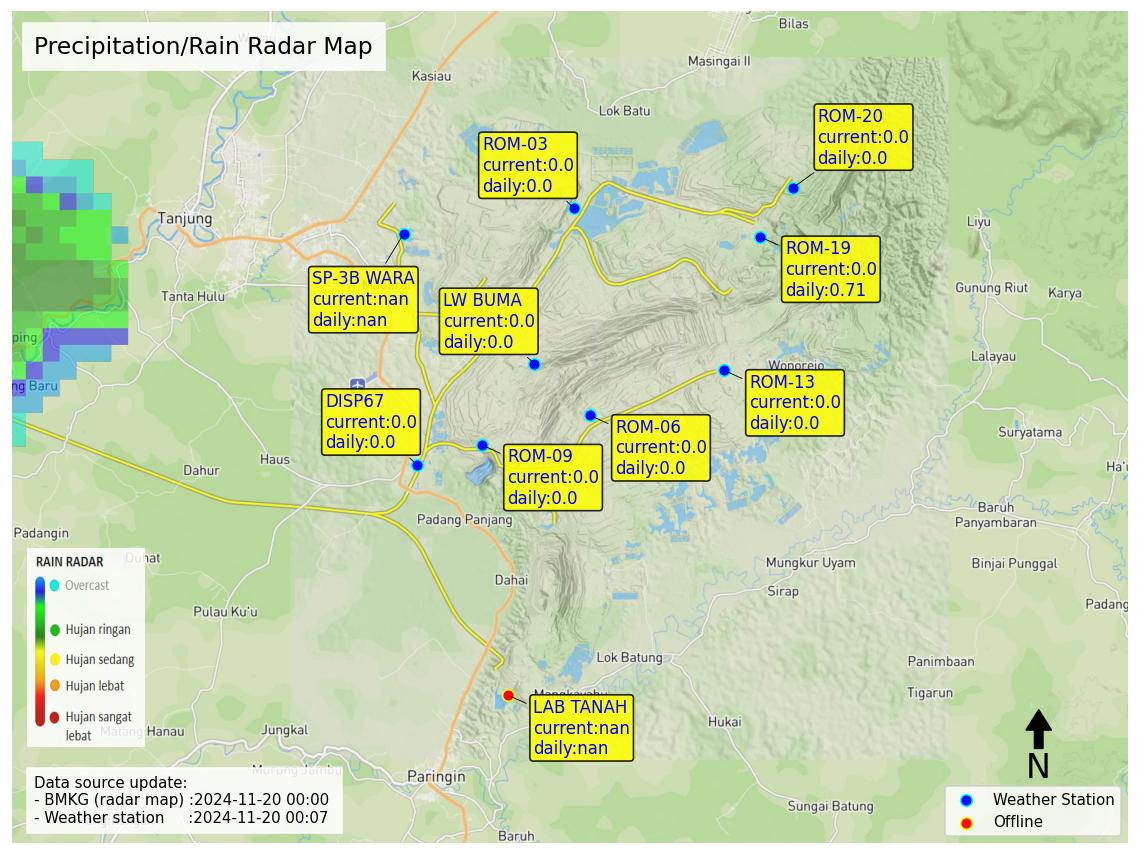 Precipitation/Rain Radar Map
Bilas
Masingai II
Kasiau
Lok Batu
ROM-20
current:0.0
daily:0.0
ROM-03
current:0.0
daily:0.0
Tanjung
Liyu
ROM-19
current:0.0
daily:0.71
SP-3B WARA
current:nan
daily:nan
Tanta Hulu
LW BUMA
current:0.0
daily:0.0
Gunung Riut
Karya
ping
Lalayau
Wonorejo
ng Baru
ROM-13
current:0.0
daily:0.0
DISP67
current:0.0
daily:0.0
ROM-06
current:0.0
daily:0.0
Suryatama
ROM-09
current:0.0
daily:0.0
Haus
Dahur
Ha'u
Baruh
Panyambaran
Padang Panjang
Padangin
Duhat
Mungkur Uyam
Binjai Punggal
RAIN RADAR
Overcast
Hujan ringan
Hujan sedang
Hujan lebat
Hujan sangat
lebat
Dahai
Sirap
Padang
Pulau Ku'u
Lok Batung
Panimbaan
Tigarun
LAB TANAH
current:nan
daily:nan
Hukai
Matang Hanau
Jungkal
Murung Jambu
Paringin
N
Data source update:
- BMKG (radar map) :2024-11-20 00:00
- Weather station :2024-11-20 00:07
Sungai Batung
Baruh
Weather Station
Offline